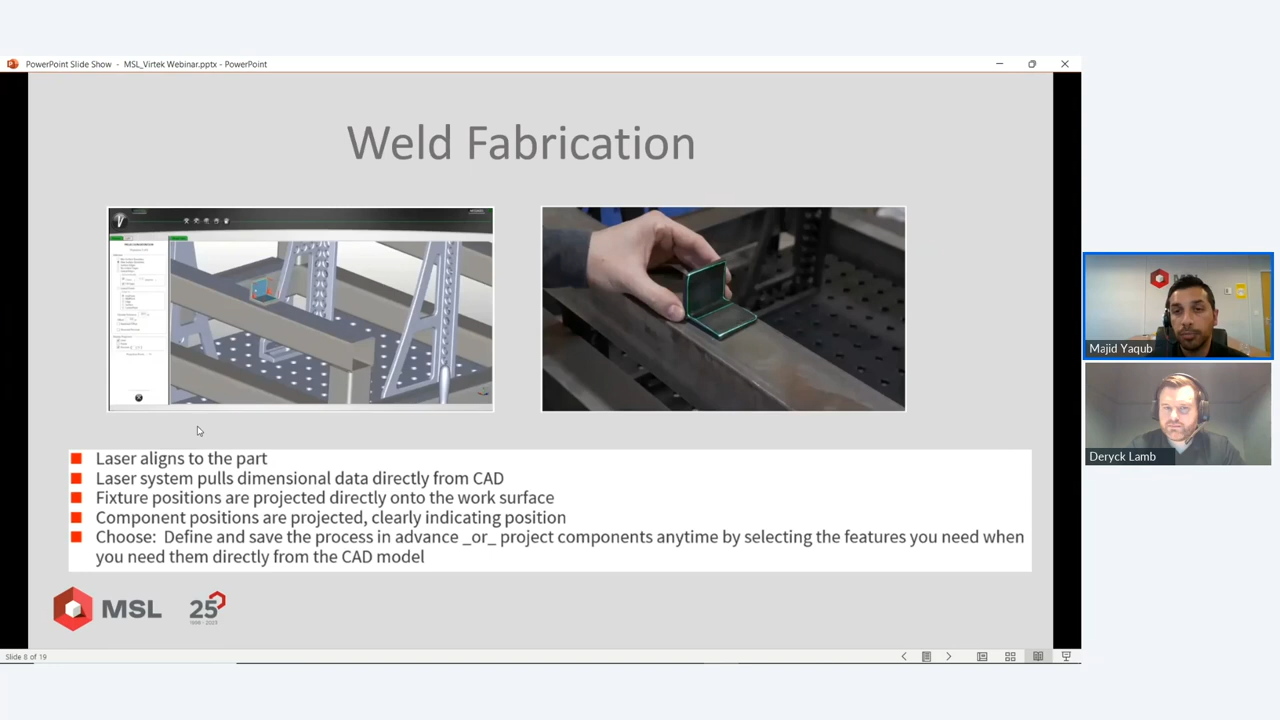 PowerPoint Slide Show - MSL_Virtek Webinar.pptx - PowerPoint
Weld Fabrication
Laser aligns to the part
Laser system pulls dimensional data directly from CAD
Fixture positions are projected directly onto the work surface
Component positions are projected, clearly indicating position
Choose: Define and save the process in advance _or_ project components anytime by selecting the features you need when
you need them directly from the CAD model
MSL
25
Slide 8 of 19
Majid Yaqub
Deryck Lamb